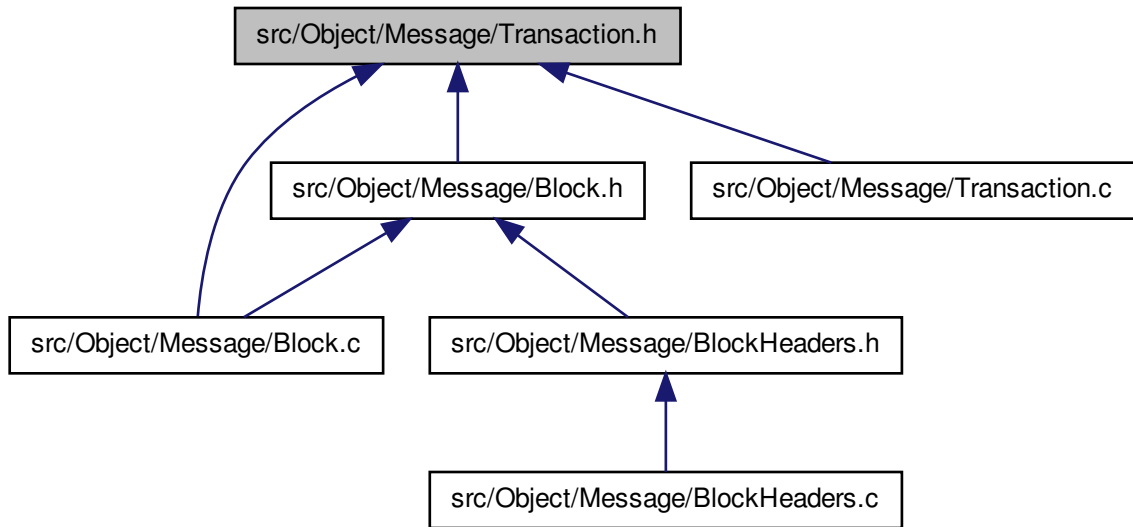 src/Object/Message/Transaction.h
src/Object/Message/Block.h
src/Object/Message/Transaction.c
src/Object/Message/Block.c
src/Object/Message/BlockHeaders.h
src/Object/Message/BlockHeaders.c